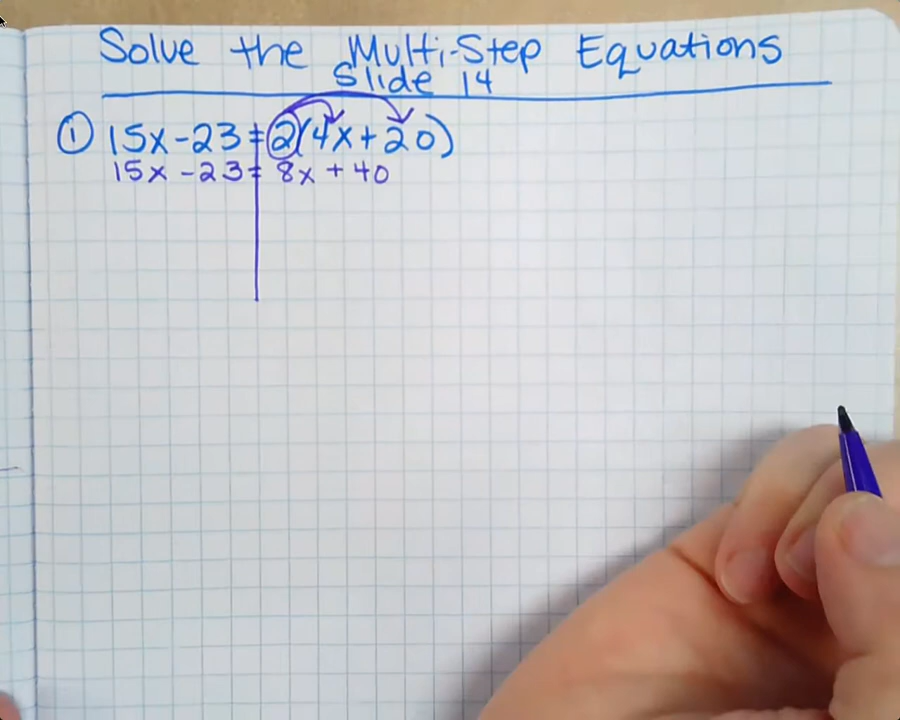 Solve the Multi-Step Equations
Slide 14
① 15x-23=2(4x+20)
15x-23=8x+40